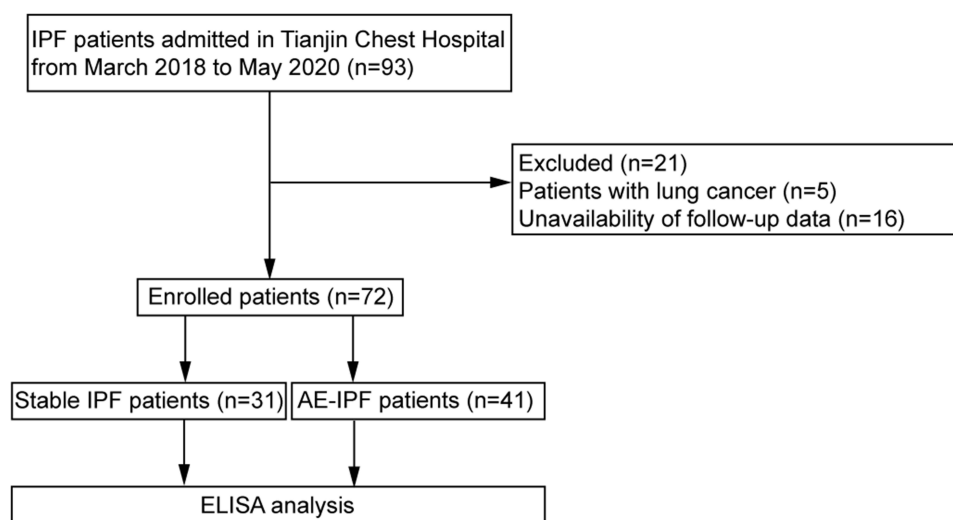 IPF patients admitted in Tianjin Chest Hospital
from March 2018 to May 2020 (n=93)
Excluded (n=21)
Patients with lung cancer (n=5)
Unavailability of follow-up data (n=16)
Enrolled patients (n=72)
Stable IPF patients (n=31)
AE-IPF patients (n=41)
ELISA analysis